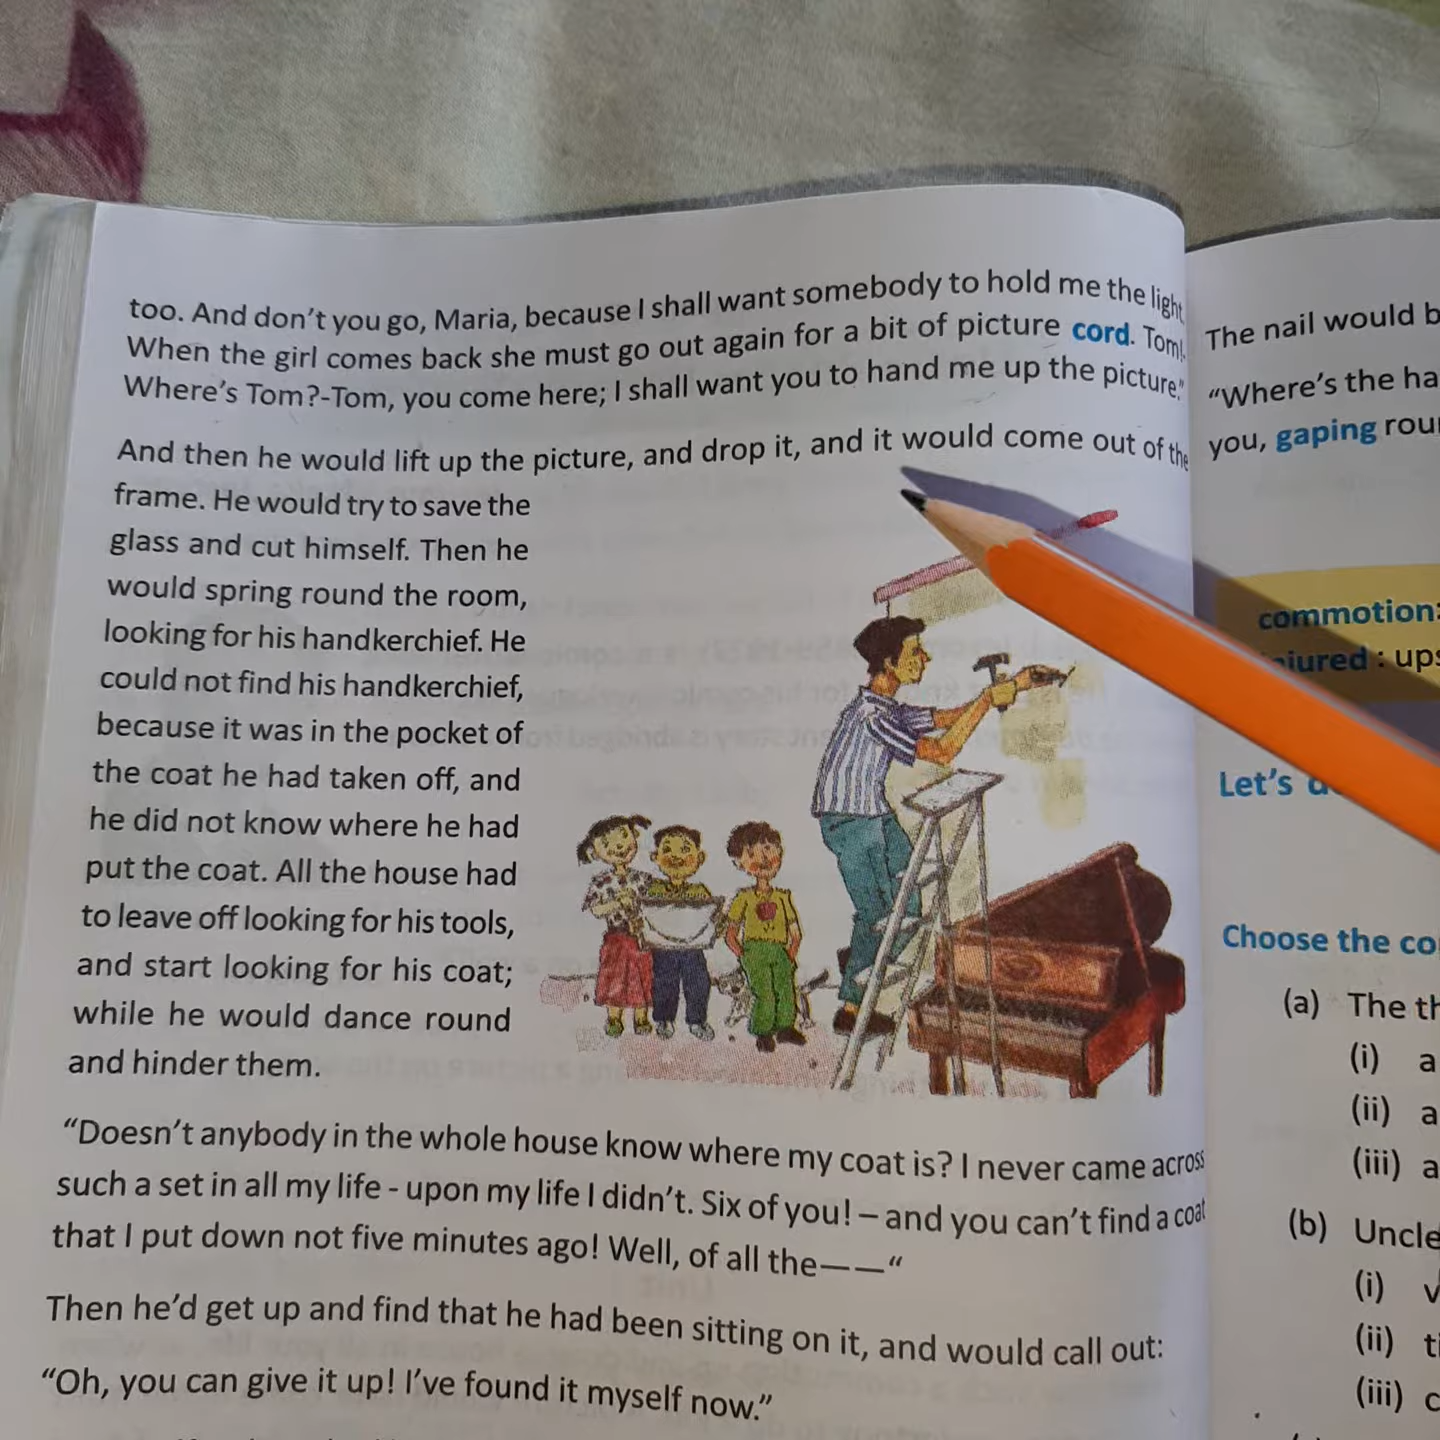 too. And don't you go, Maria, because I shall want somebody to hold me the light
When the girl comes back she must go out again for a bit of picture cord. Tom!
Where's Tom?-Tom, you come here; I shall want you to hand me up the picture."
And then he would lift up the picture, and drop it, and it would come out of the
frame. He would try to save the
glass and cut himself. Then he
would spring round the room,
looking for his handkerchief. He
could not find his handkerchief,
because it was in the pocket of
the coat he had taken off, and
he did not know where he had
put the coat. All the house had
to leave off looking for his tools,
and start looking for his coat;
while he would dance round
and hinder them.
“Doesn't anybody in the whole house know where my coat is? I never came across
such a set in all my life - upon my life I didn't. Six of you! – and you can't find a coat
that I put down not five minutes ago! Well, of all the——“
Then he'd get up and find that he had been sitting on it, and would call out:
“Oh, you can give it up! I've found it myself now.”
The nail would
“Where's the
you, gaping
commotion:
:
Let's
Choose the
(a) The
(i) a
(ii) a
(iii) a
(b) Uncle
(i)
(ii)
(iii)